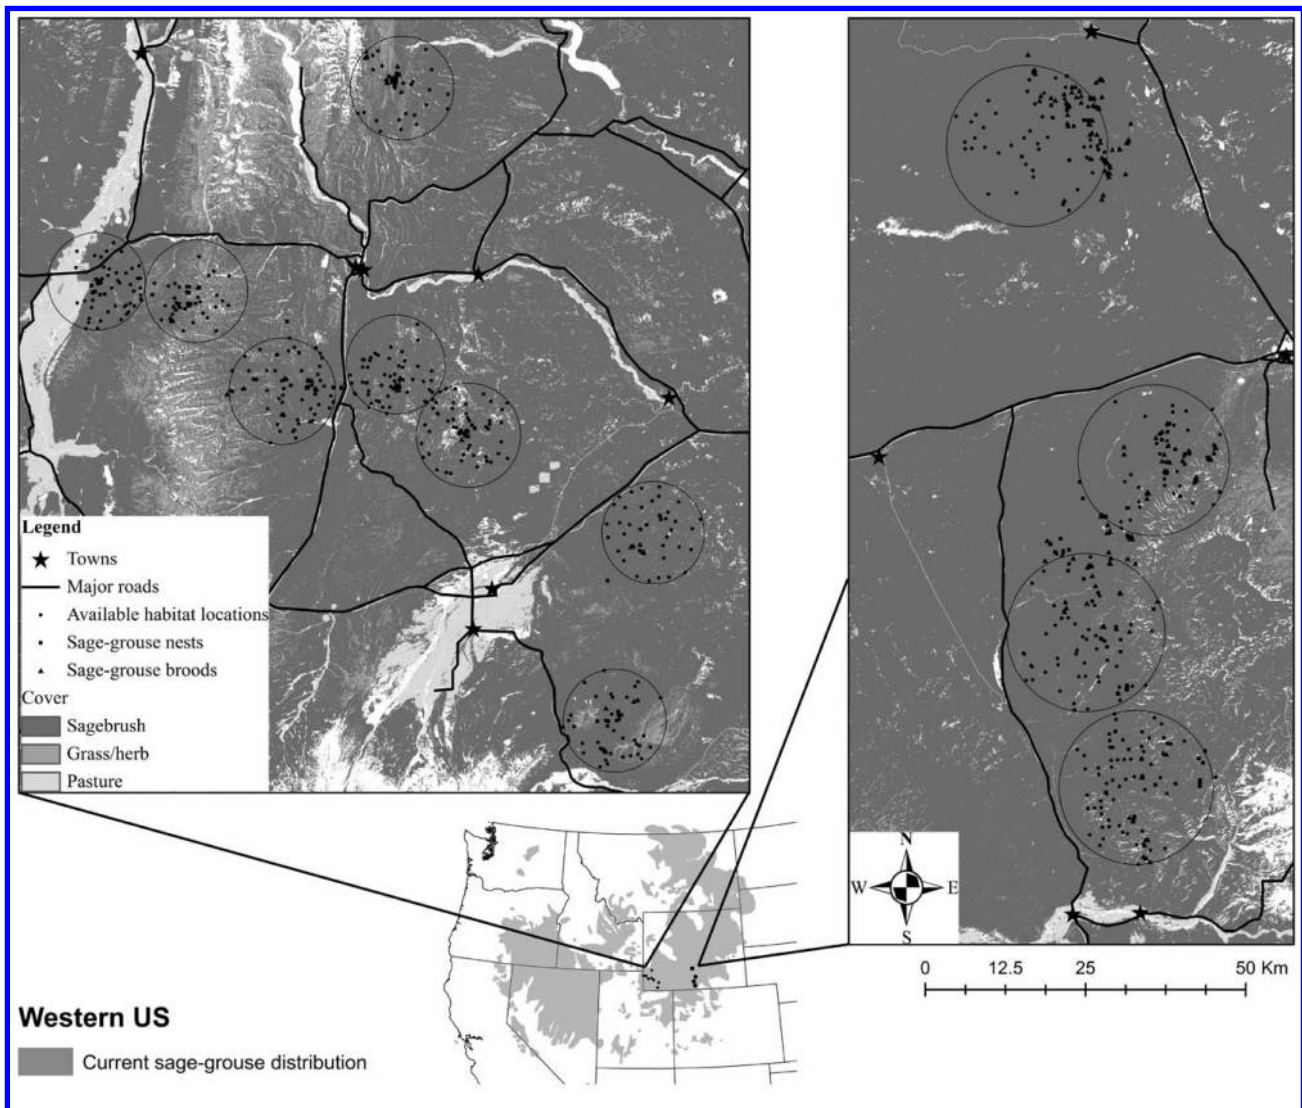 Legend
Towns
Major roads
Available habitat locations
Sage-grouse nests
Sage-grouse broods
Cover
Sagebrush
Grass/herb
Pasture
N
W E
S
0 12.5 25 50 Km
Western US
Current sage-grouse distribution